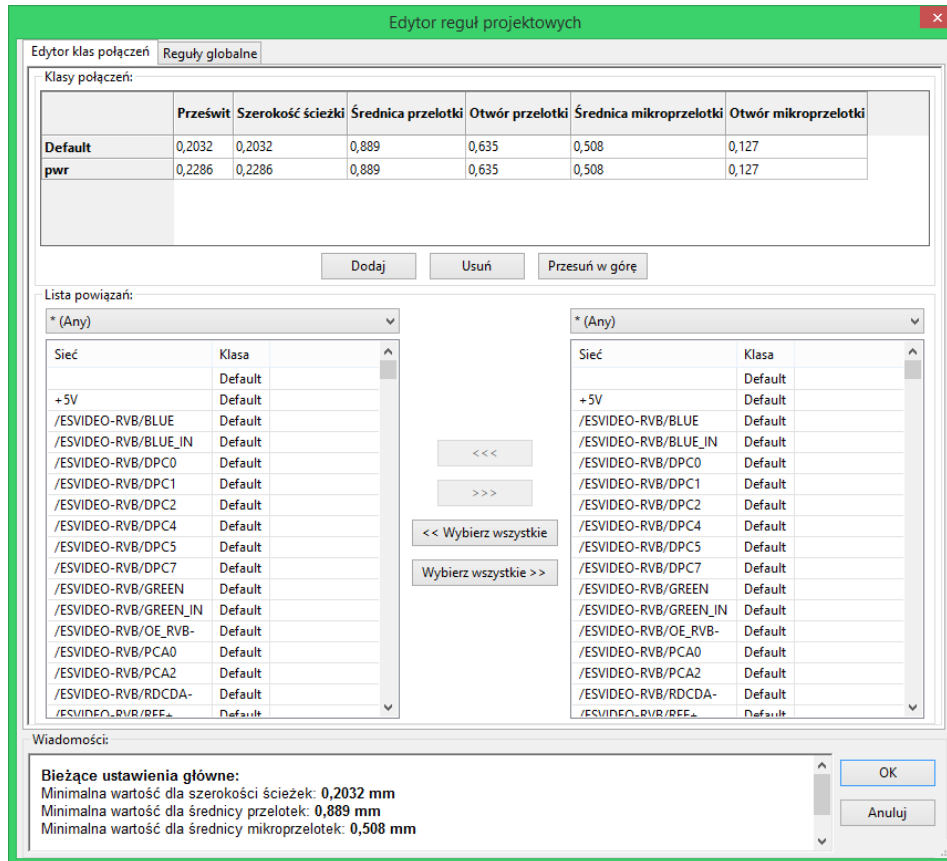 Edytor reguł projektowych
Edytor klas połączeń Reguły globalne
Klasy połączeń:
Prześwit Szerokość ścieżki Średnica przelotki Otwór przelotki Średnica mikroprzelotki Otwór mikroprzelotki
Default 0,2032 0,2032 0,889 0,635 0,508 0,127
pwr 0,2286 0,2286 0,889 0,635 0,508 0,127
Dodaj Usuń Przesuń w górę
Lista powiązań:
* (Any) * (Any)
Sieć Klasa Sieć Klasa
Default Default
+5V Default +5V Default
/ESVIDEO-RVB/BLUE Default /ESVIDEO-RVB/BLUE Default
/ESVIDEO-RVB/BLUE_IN Default /ESVIDEO-RVB/BLUE_IN Default
<<<
/ESVIDEO-RVB/DPC0 Default /ESVIDEO-RVB/DPC0 Default
/ESVIDEO-RVB/DPC1 Default /ESVIDEO-RVB/DPC1 Default
>>>
/ESVIDEO-RVB/DPC2 Default /ESVIDEO-RVB/DPC2 Default
/ESVIDEO-RVB/DPC4 Default /ESVIDEO-RVB/DPC4 Default
<< Wybierz wszystkie
/ESVIDEO-RVB/DPC5 Default /ESVIDEO-RVB/DPC5 Default
/ESVIDEO-RVB/DPC7 Default /ESVIDEO-RVB/DPC7 Default
Wybierz wszystkie >>
/ESVIDEO-RVB/GREEN Default /ESVIDEO-RVB/GREEN Default
/ESVIDEO-RVB/GREEN_IN Default /ESVIDEO-RVB/GREEN_IN Default
/ESVIDEO-RVB/OE_RVB- Default /ESVIDEO-RVB/OE_RVB- Default
/ESVIDEO-RVB/PCA0 Default /ESVIDEO-RVB/PCA0 Default
/ESVIDEO-RVB/PCA2 Default /ESVIDEO-RVB/PCA2 Default
/ESVIDEO-RVB/RDCDA- Default /ESVIDEO-RVB/RDCDA- Default
/ESVIDEO-RVB/REF+ Default /ESVIDEO-RVB/REF+ Default
Wiadomości:
Bieżące ustawienia główne:
Minimalna wartość dla szerokości ścieżek: 0,2032 mm
Minimalna wartość dla średnicy przelotek: 0,889 mm
Minimalna wartość dla średnicy mikroprzelotek: 0,508 mm
OK
Anuluj